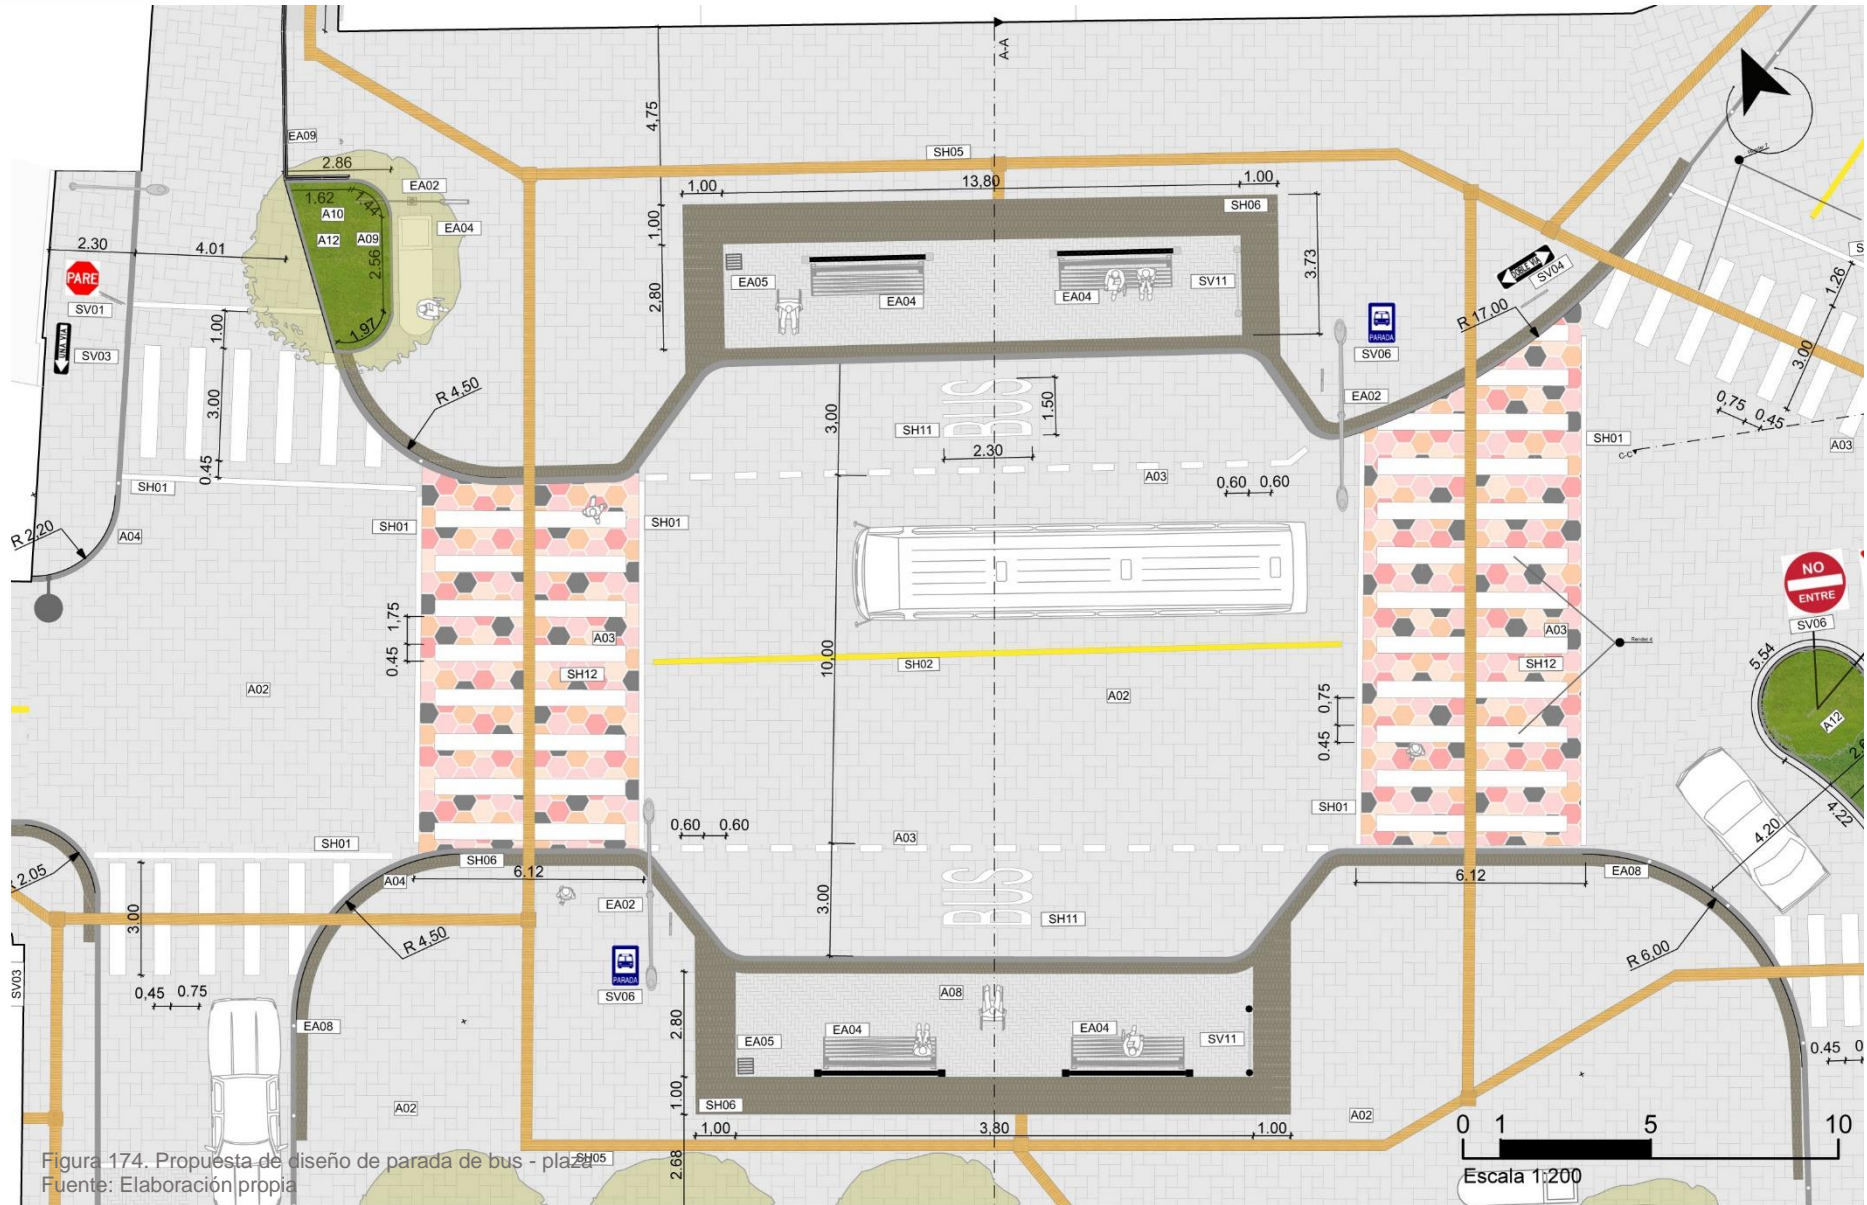 A-A
4,75
EA09
2.86
SH05
EA02
1,00
13,80
1.00
1.62
1.44
A10
SH06
EA04
A12
A09
1,00
2.30
4.01
2.56
3.73
PARE
EA05
EA04
EA04
SV11
DOBLE VIA
SV04
1.26
SV01
2,80
PARADA
R 17,00
1.00
1.97
UNA VIA
SV03
SV06
3.00
R 4,50
BUS
1.50
EA02
3.00
3,00
0,75
0.45
SH11
SH01
A03
2.30
C-C
0.45
A03
SH01
0.60
0.60
SH01
SH01
R 2,20
A04
NO
ENTRE
SV06
1,75
A03
A03
Render 4
5.54
0.45
10,00
SH02
SH12
SH12
A02
A02
0,75
A12
0.45
SH01
0.60
0.60
A03
4.20
4.22
SH01
SH06
6.12
6.12
EA08
2.05
A04
BUS
3.00
3.00
EA02
SH11
R 4,50
R 6,00
PARADA
SV03
0,45
0.75
SV06
A08
EA08
2.80
EA04
EA04
EA05
SV11
0.45
1.00
SH06
A02
A02
0
1
5
10
1,00
3,80
1.00
Figura 174. Propuesta de diseño de parada de bus - plaza
SH05
2.68
Fuente: Elaboración propia
Escala 1:200